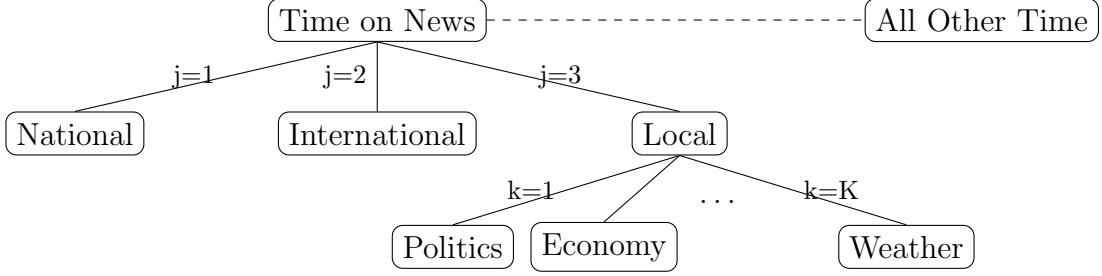 Time on News
All Other Time
j=1
j=2
j=3
National
International
Local
k=1
. . .
k=K
Politics
Economy
Weather